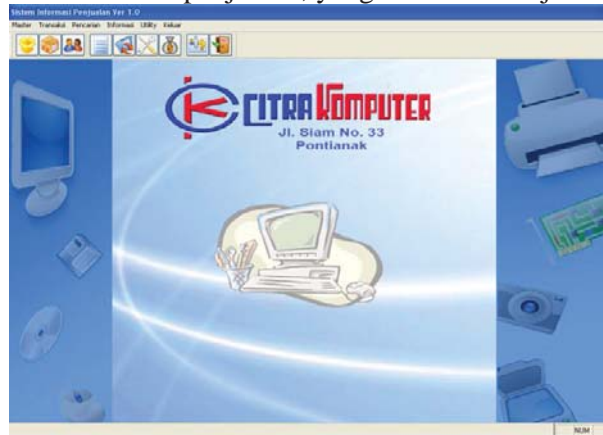 Sistem Informasi Penjualan Ver 1.0
Master Transaksi Pencarian Informasi Utility Keluar
CITRA KOMPUTER
Jl. Siam No. 33
Pontianak
NUM